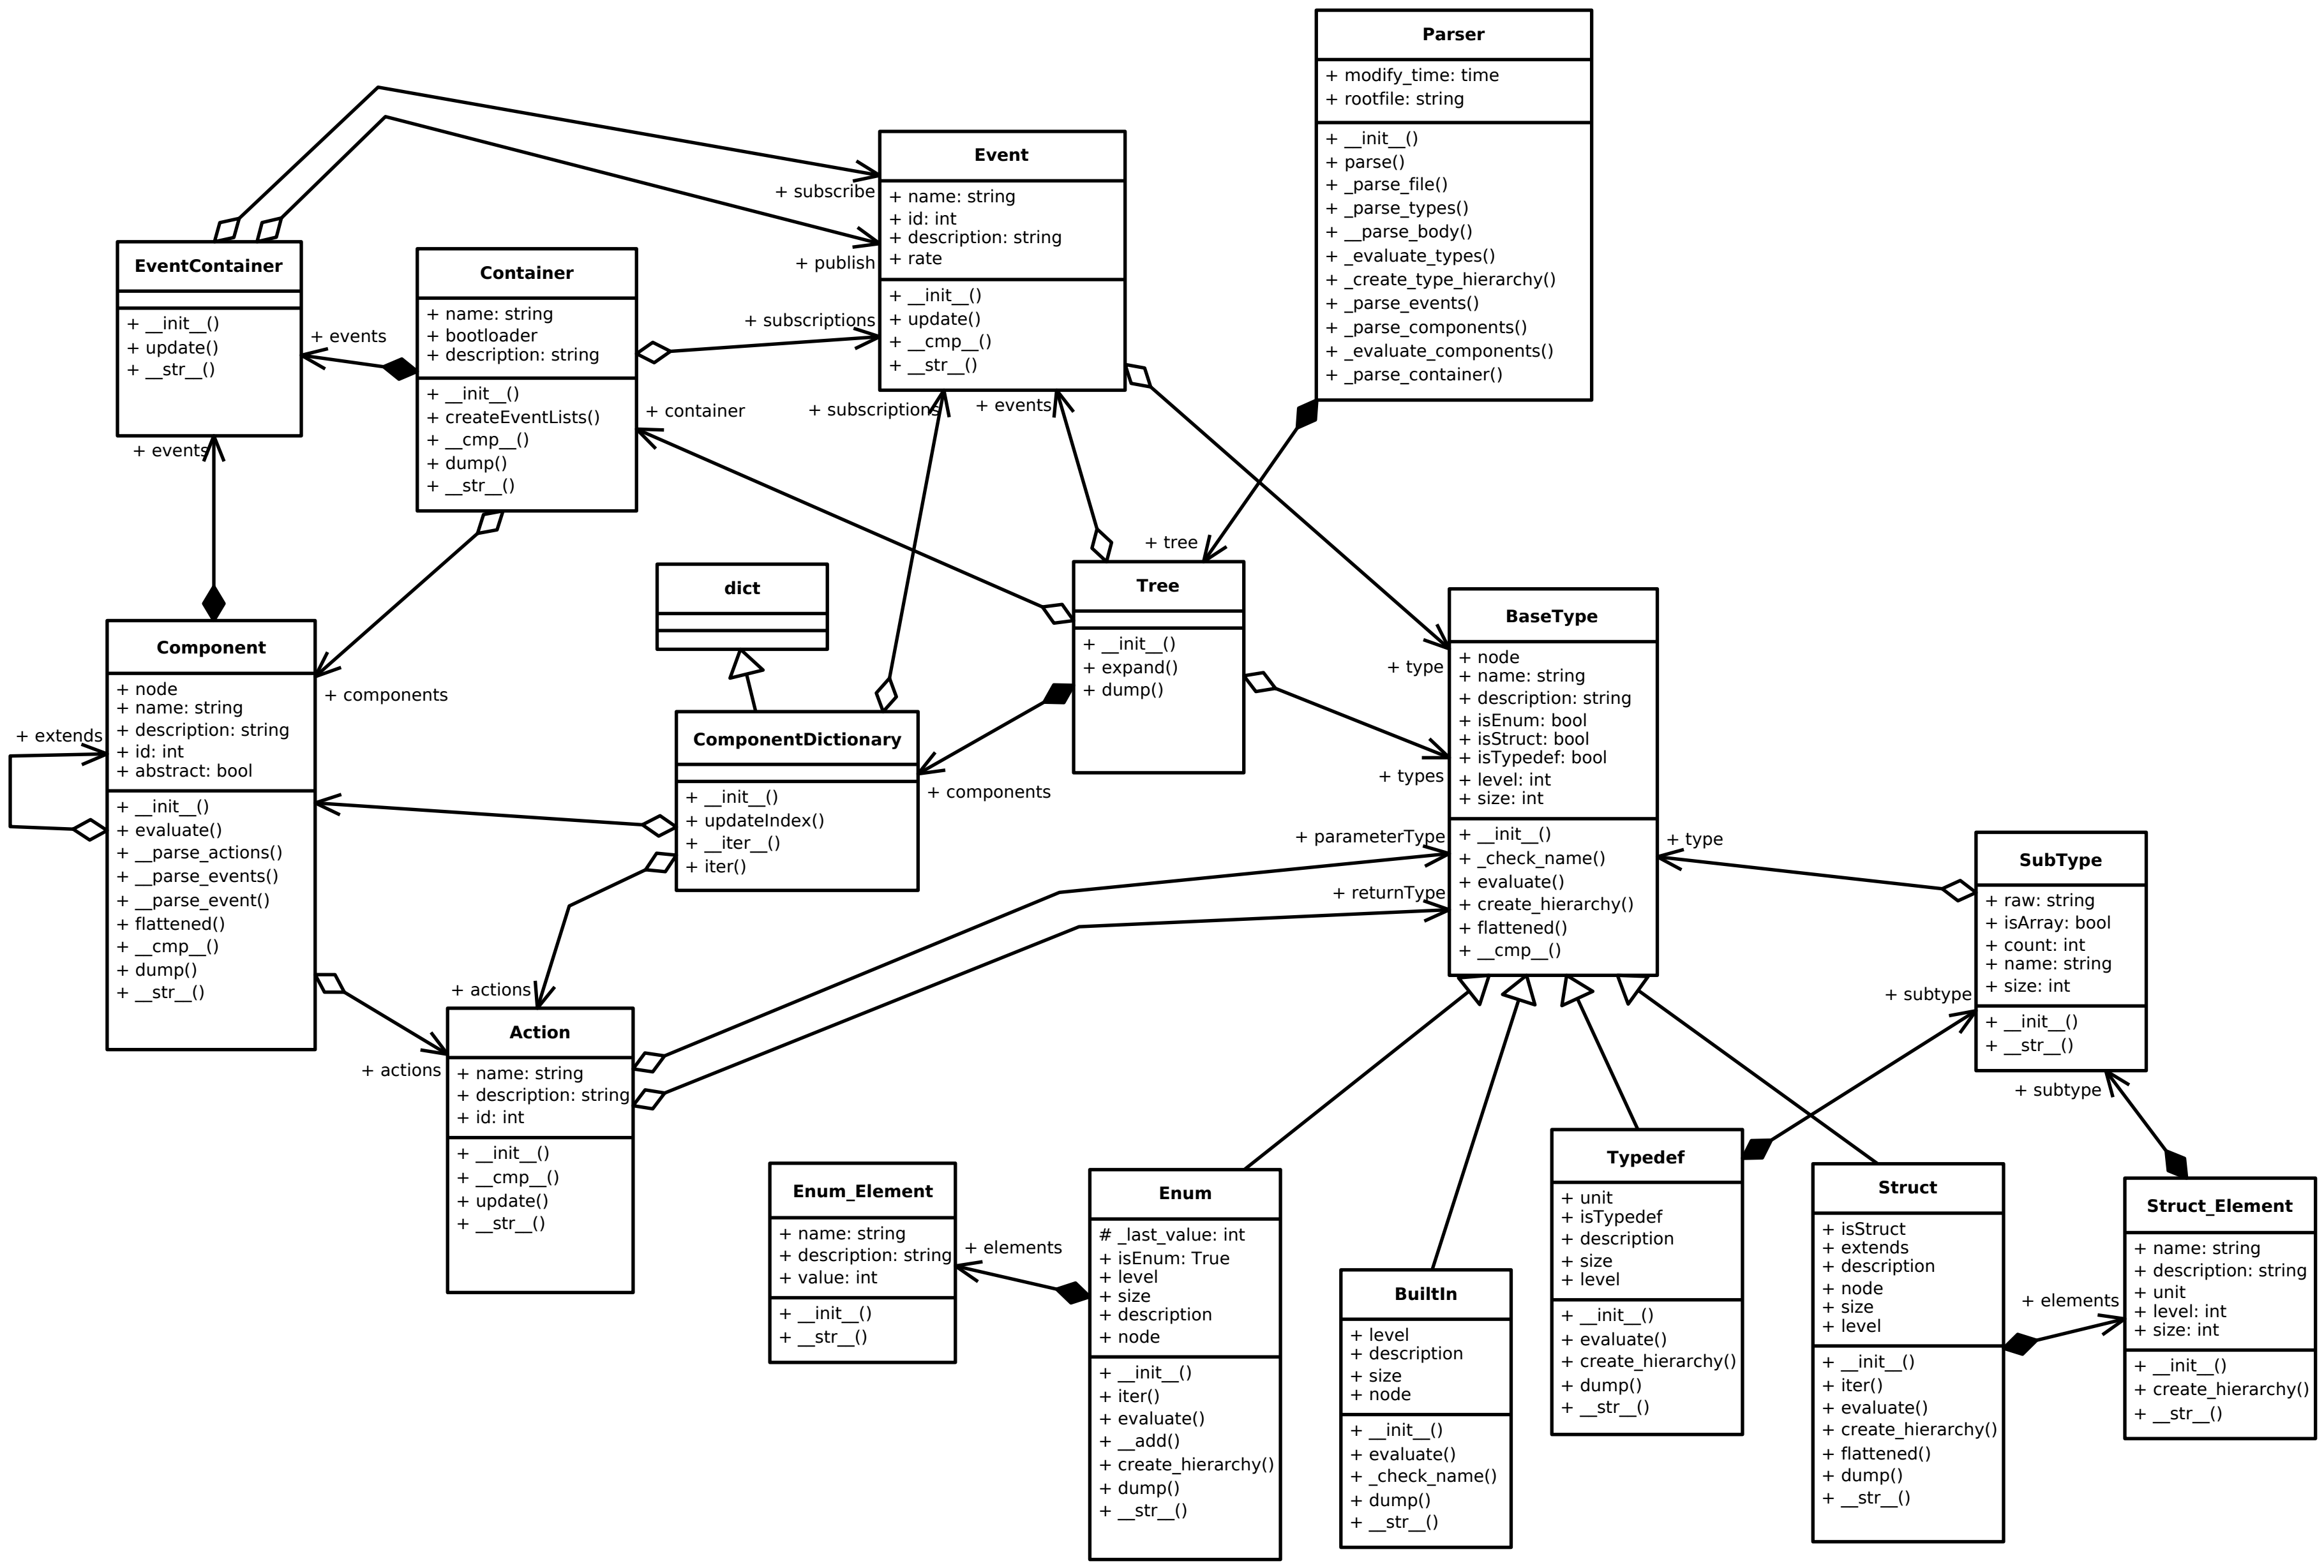 Parser
+ modify_time: time
+ rootfile: string
+ __init__()
+ parse()
+ _parse_file()
+ _parse_types()
+ __parse_body()
+ _evaluate_types()
+ _create_type_hierarchy()
+ _parse_events()
+ _parse_components()
+ _evaluate_components()
+ _parse_container()
Event
+ name: string
+ id: int
+ description: string
+ rate
+ __init__()
+ update()
+ __cmp__()
+ __str__()
+ subscribe
+ publish
+ subscriptions
+ subscriptions
+ events
EventContainer
+ __init__()
+ update()
+ __str__()
+ events
+ events
Container
+ name: string
+ bootloader
+ description: string
+ __init__()
+ createEventLists()
+ __cmp__()
+ dump()
+ __str__()
+ container
+ tree
Tree
+ __init__()
+ expand()
+ dump()
dict
Component
+ node
+ name: string
+ description: string
+ id: int
+ abstract: bool
+ __init__()
+ evaluate()
+ __parse_actions()
+ __parse_events()
+ __parse_event()
+ flattened()
+ __cmp__()
+ dump()
+ __str__()
+ extends
+ components
ComponentDictionary
+ __init__()
+ updateIndex()
+ __iter__()
+ iter()
+ components
BaseType
+ node
+ name: string
+ description: string
+ isEnum: bool
+ isStruct: bool
+ isTypedef: bool
+ level: int
+ size: int
+ __init__()
+ _check_name()
+ evaluate()
+ create_hierarchy()
+ flattened()
+ __cmp__()
+ type
+ types
+ parameterType
+ returnType
+ type
SubType
+ raw: string
+ isArray: bool
+ count: int
+ name: string
+ size: int
+ __init__()
+ __str__()
+ subtype
+ subtype
+ actions
+ actions
Action
+ name: string
+ description: string
+ id: int
+ __init__()
+ __cmp__()
+ update()
+ __str__()
Enum_Element
+ name: string
+ description: string
+ value: int
+ __init__()
+ __str__()
+ elements
Enum
# _last_value: int
+ isEnum: True
+ level
+ size
+ description
+ node
+ __init__()
+ iter()
+ evaluate()
+ __add()
+ create_hierarchy()
+ dump()
+ __str__()
BuiltIn
+ level
+ description
+ size
+ node
+ __init__()
+ evaluate()
+ _check_name()
+ dump()
+ __str__()
Typedef
+ unit
+ isTypedef
+ description
+ size
+ level
+ __init__()
+ evaluate()
+ create_hierarchy()
+ dump()
+ __str__()
Struct
+ isStruct
+ extends
+ description
+ node
+ size
+ level
+ __init__()
+ iter()
+ evaluate()
+ create_hierarchy()
+ flattened()
+ dump()
+ __str__()
+ elements
Struct_Element
+ name: string
+ description: string
+ unit
+ level: int
+ size: int
+ __init__()
+ create_hierarchy()
+ __str__()